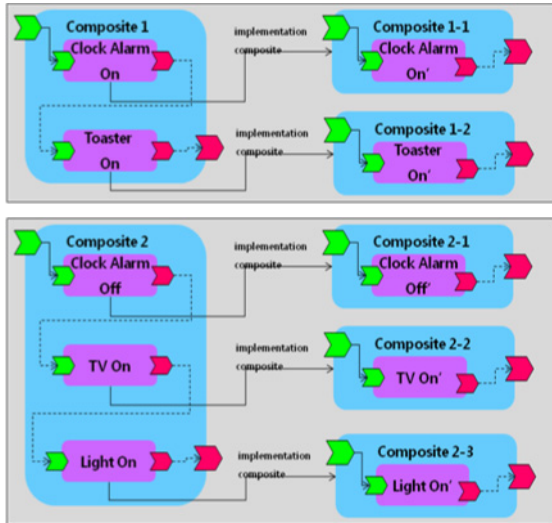 Composite 1
Clock Alarm
On
Toaster
On
implementation
composite
implementation
composite
Composite 1-1
Clock Alarm
On′
Composite 1-2
Toaster
On′
Composite 2
Clock Alarm
Off
TV On
Light On
implementation
composite
implementation
composite
implementation
composite
Composite 2-1
Clock Alarm
Off′
Composite 2-2
TV On′
Composite 2-3
Light On′